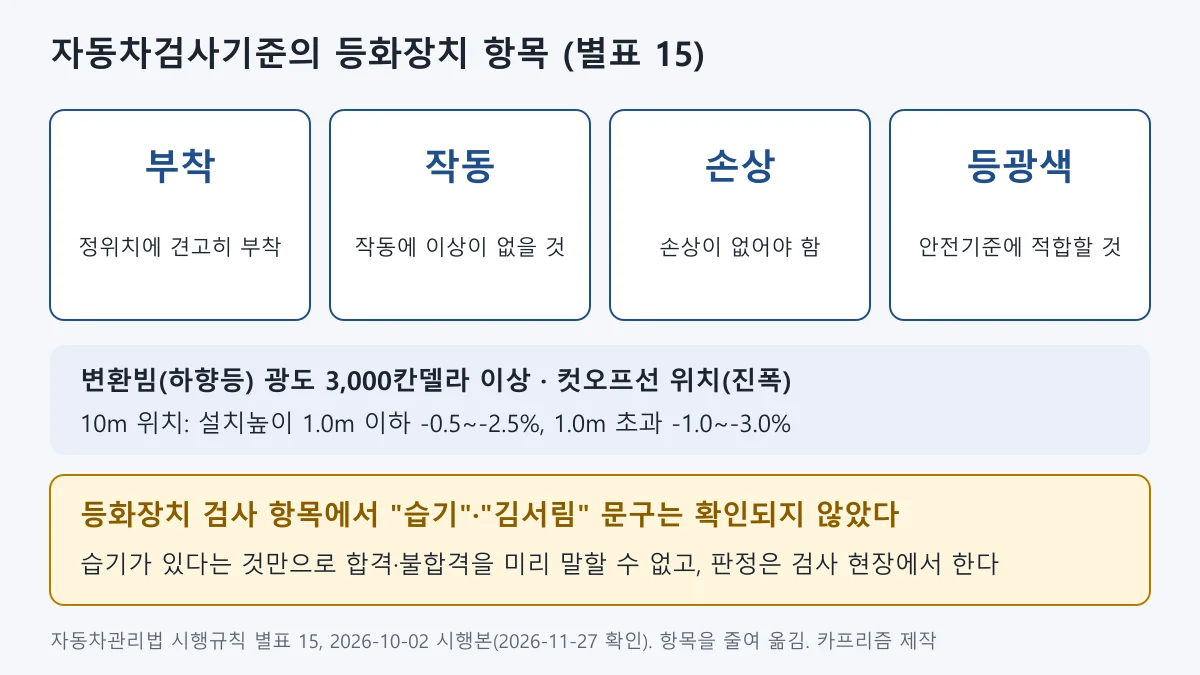 자동차검사기준의 등화장치 항목 (별표 15)
부착
정위치에 견고히 부착
작동
작동에 이상이 없을 것
손상
손상이 없어야 함
등광색
안전기준에 적합할 것
변환빔(하향등) 광도 3,000칸델라 이상 · 컷오프선 위치(진폭)
10m 위치: 설치높이 1.0m 이하 -0.5~-2.5%, 1.0m 초과 -1.0~-3.0%
등화장치 검사 항목에서 "습기"·"김서림" 문구는 확인되지 않았다
습기가 있다는 것만으로 합격·불합격을 미리 말할 수 없고, 판정은 검사 현장에서 한다
자동차관리법 시행규칙 별표 15, 2026-10-02 시행본(2026-11-27 확인). 항목을 줄여 옮김. 카프리즘 제작